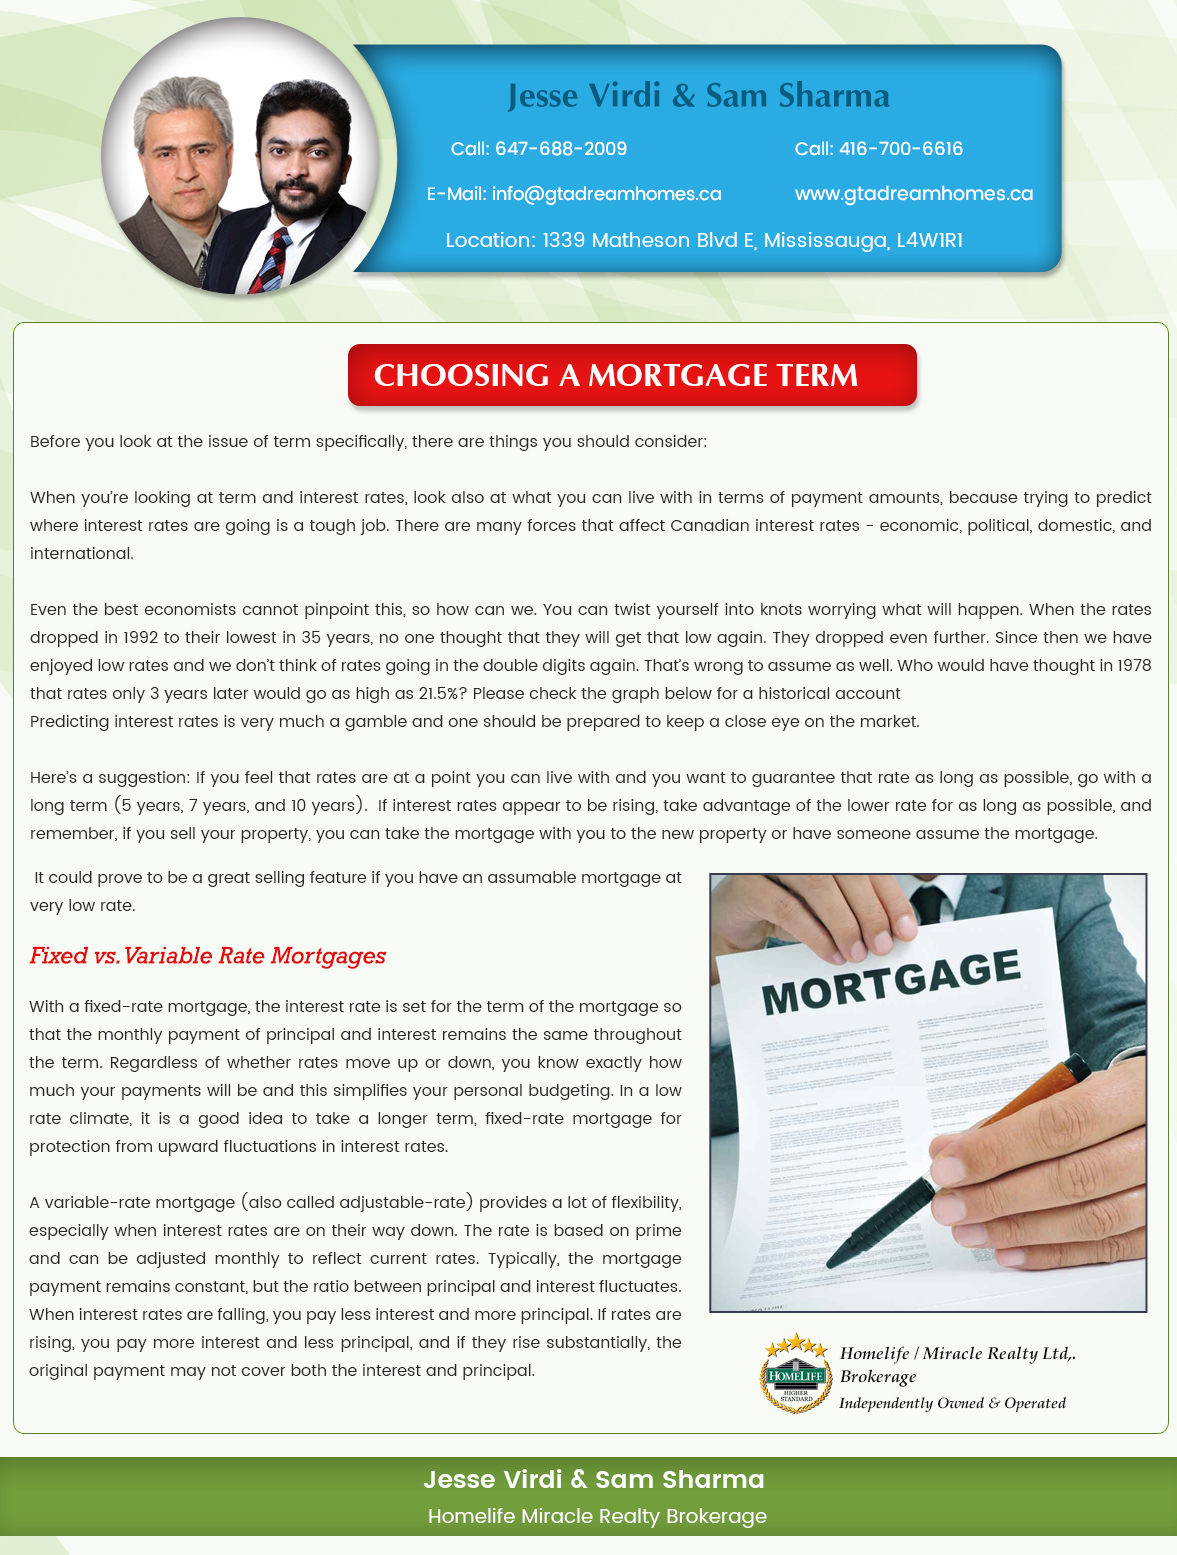 Jesse Virdi & Sam Sharma
Call: 647-688-2009
Call: 416-700-6616
E-Mail: info@gtadreamhomes.ca
www.gtadreamhomes.ca
Location: 1339 Matheson Blvd E, Mississauga, L4W1R1
CHOOSING A MORTGAGE TERM
Before you look at the issue of term specifically, there are things you should consider:
When you're looking at term and interest rates, look also at what you can live with in terms of payment amounts, because trying to predict
where interest rates are going is a tough job. There are many forces that affect Canadian interest rates - economic, political, domestic, and
international.
Even the best economists cannot pinpoint this, so how can we. You can twist yourself into knots worrying what will happen. When the rates
dropped in 1992 to their lowest in 35 years, no one thought that they will get that low again. They dropped even further. Since then we have
enjoyed low rates and we don't think of rates going in the double digits again. That's wrong to assume as well. Who would have thought in 1978
that rates only 3 years later would go as high as 21.5%? Please check the graph below for a historical account
Predicting interest rates is very much a gamble and one should be prepared to keep a close eye on the market.
Here's a suggestion: If you feel that rates are at a point you can live with and you want to guarantee that rate as long as possible, go with a
long term (5 years, 7 years, and 10 years). If interest rates appear to be rising, take advantage of the lower rate for as long as possible, and
remember, if you sell your property, you can take the mortgage with you to the new property or have someone assume the mortgage.
It could prove to be a great selling feature if you have an assumable mortgage at
very low rate.
Fixed vs. Variable Rate Mortgages
With a fixed-rate mortgage, the interest rate is set for the term of the mortgage so
that the monthly payment of principal and interest remains the same throughout
the term. Regardless of whether rates move up or down, you know exactly how
much your payments will be and this simplifies your personal budgeting. In a low
rate climate, it is a good idea to take a longer term, fixed-rate mortgage for
protection from upward fluctuations in interest rates.
A variable-rate mortgage (also called adjustable-rate) provides a lot of flexibility,
especially when interest rates are on their way down. The rate is based on prime
and can be adjusted monthly to reflect current rates. Typically, the mortgage
payment remains constant, but the ratio between principal and interest fluctuates.
When interest rates are falling, you pay less interest and more principal. If rates are
rising, you pay more interest and less principal, and if they rise substantially, the
original payment may not cover both the interest and principal.
MORTGAGE
HOMELIFE
HIGHER
STANDARD
Homelife / Miracle Realty Ltd,.
Brokerage
Independently Owned & Operated
Jesse Virdi & Sam Sharma
Homelife Miracle Realty Brokerage